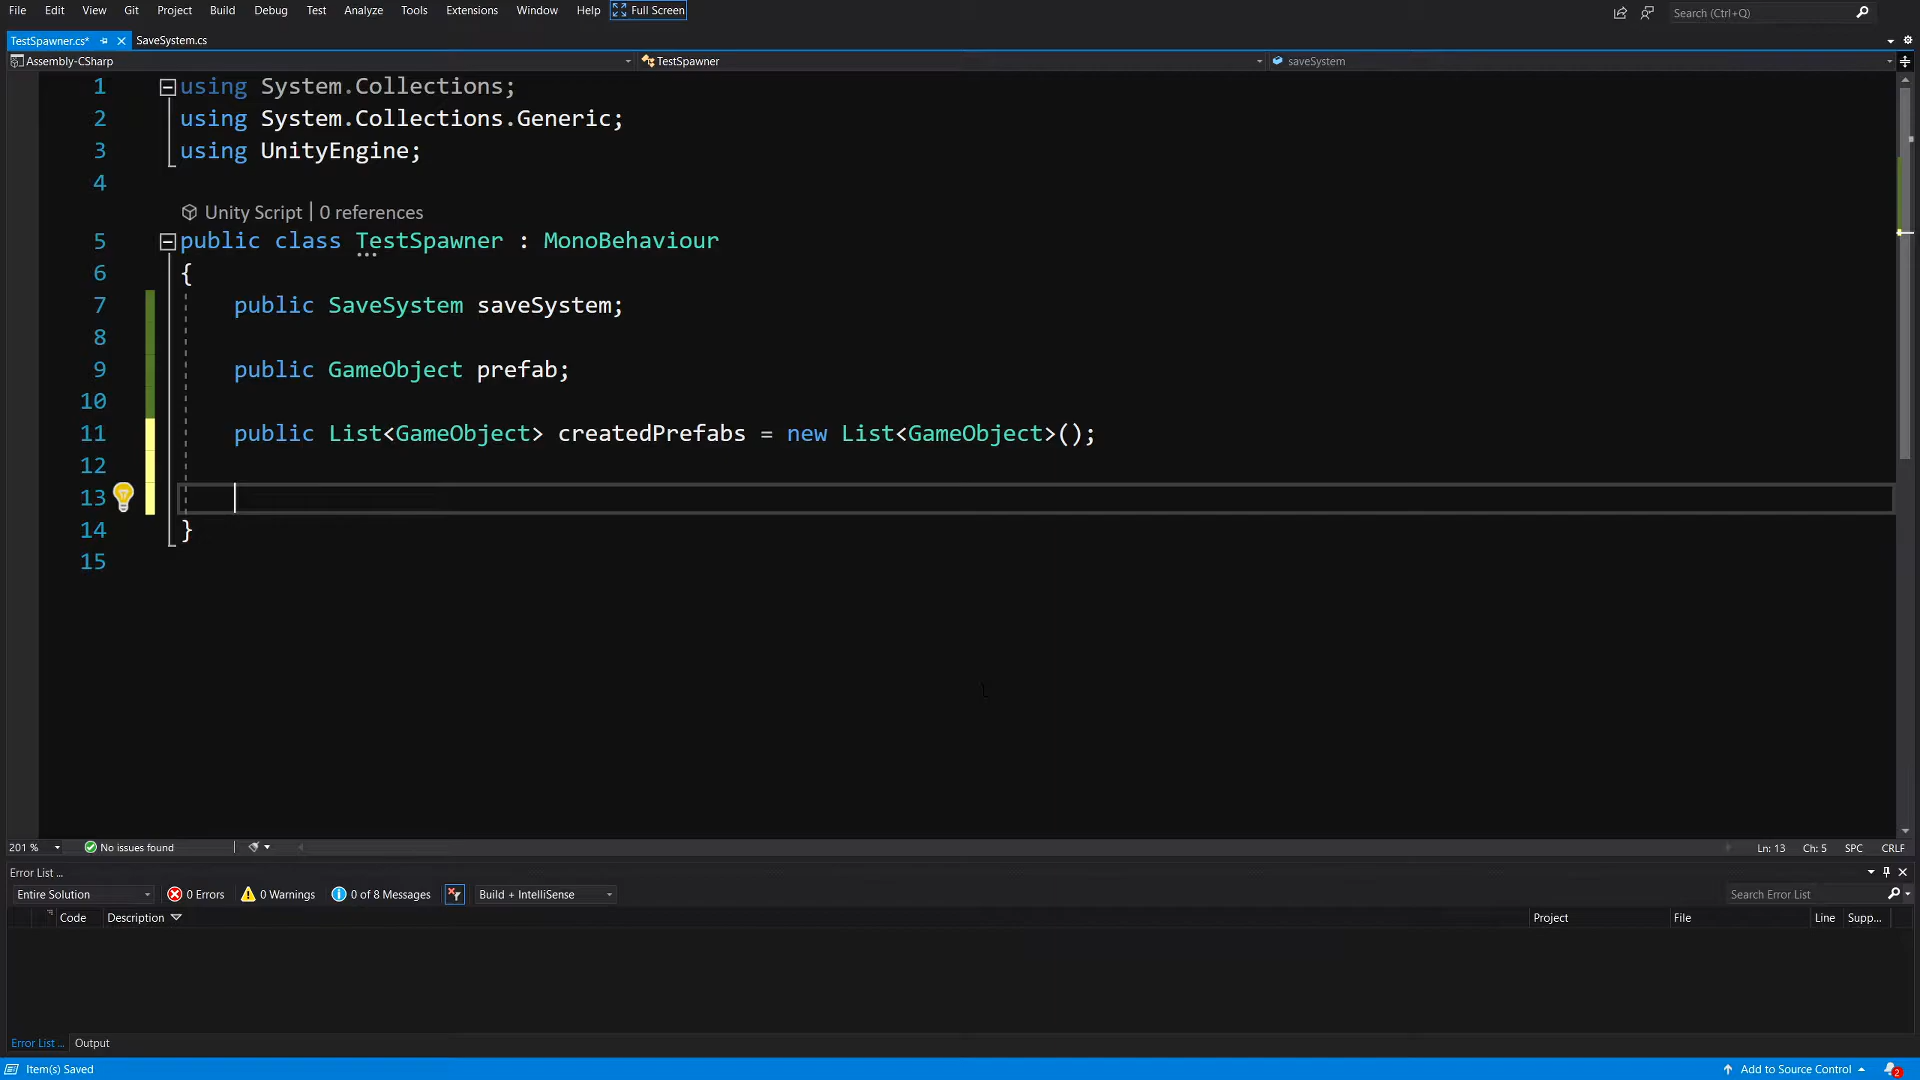 File Edit View Git Project Build Debug Test Analyze Tools Extensions Window Help Full Screen Search (Ctrl+Q)
TestSpawner.cs* SaveSystem.cs
Assembly-CSharp TestSpawner saveSystem
1 using System.Collections;
2 using System.Collections.Generic;
3 using UnityEngine;
4
Unity Script | 0 references
5 public class TestSpawner : MonoBehaviour
6 {
7 public SaveSystem saveSystem;
8
9 public GameObject prefab;
10
11 public List<GameObject> createdPrefabs = new List<GameObject>();
12
13
14 }
15
201 % No issues found Ln: 13 Ch: 5 SPC CRLF
Error List ...
Entire Solution 0 Errors 0 Warnings 0 of 8 Messages Build + IntelliSense Search Error List
Code Description Project File Line Supp...
Error List ... Output
Item(s) Saved Add to Source Control 2